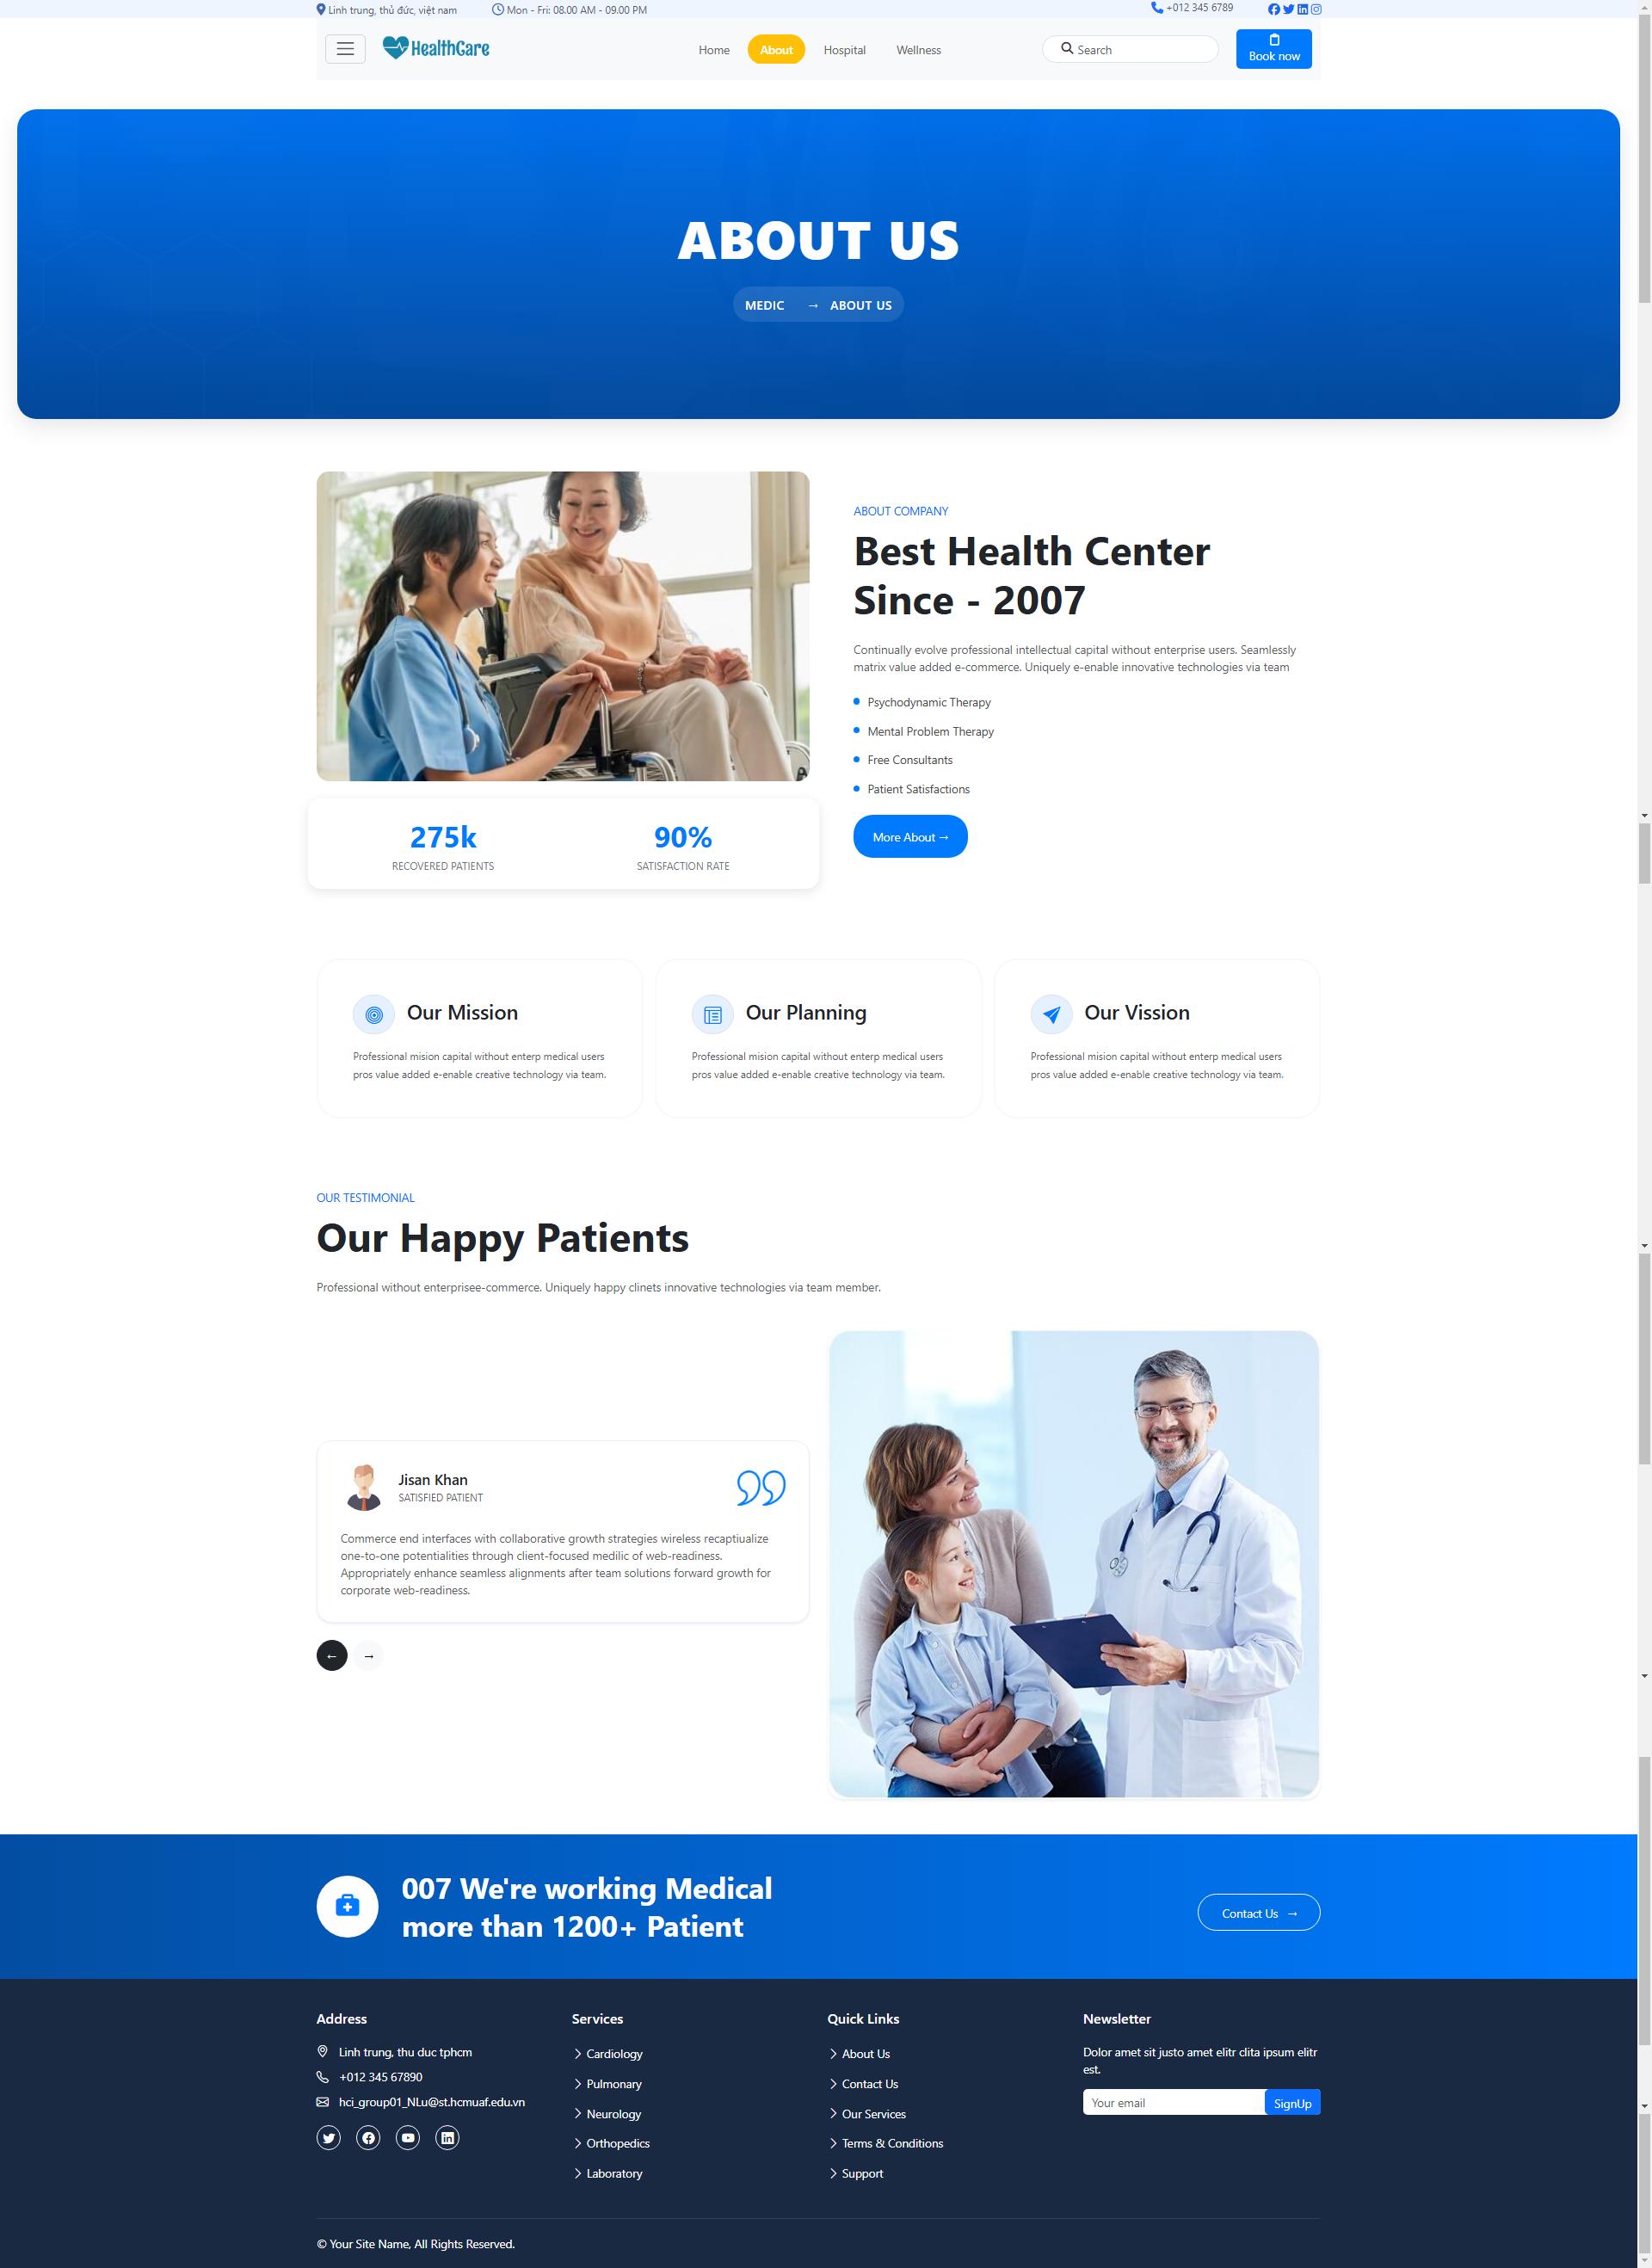 Linh trung, thủ đức, việt nam
Mon - Fri: 08.00 AM - 09.00 PM
+012 345 6789
HealthCare
Home
About
Hospital
Wellness
Search
Book now
ABOUT US
MEDIC → ABOUT US
ABOUT COMPANY
Best Health Center
Since - 2007
Continually evolve professional intellectual capital without enterprise users. Seamlessly
matrix value added e-commerce. Uniquely e-enable innovative technologies via team
Psychodynamic Therapy
Mental Problem Therapy
Free Consultants
Patient Satisfactions
More About →
275k
RECOVERED PATIENTS
90%
SATISFACTION RATE
Our Mission
Professional mision capital without enterp medical users
pros value added e-enable creative technology via team.
Our Planning
Professional mision capital without enterp medical users
pros value added e-enable creative technology via team.
Our Vission
Professional mision capital without enterp medical users
pros value added e-enable creative technology via team.
OUR TESTIMONIAL
Our Happy Patients
Professional without enterprisee-commerce. Uniquely happy clinets innovative technologies via team member.
Jisan Khan
SATISFIED PATIENT
Commerce end interfaces with collaborative growth strategies wireless recaptiualize
one-to-one potentialities through client-focused medilic of web-readiness.
Appropriately enhance seamless alignments after team solutions forward growth for
corporate web-readiness.
← →
007 We're working Medical
more than 1200+ Patient
Contact Us →
Address
Linh trung, thu duc tphcm
+012 345 67890
hci_group01_NLu@st.hcmuaf.edu.vn
Services
Cardiology
Pulmonary
Neurology
Orthopedics
Laboratory
Quick Links
About Us
Contact Us
Our Services
Terms & Conditions
Support
Newsletter
Dolor amet sit justo amet elitr clita ipsum elitr
est.
Your email
SignUp
© Your Site Name, All Rights Reserved.